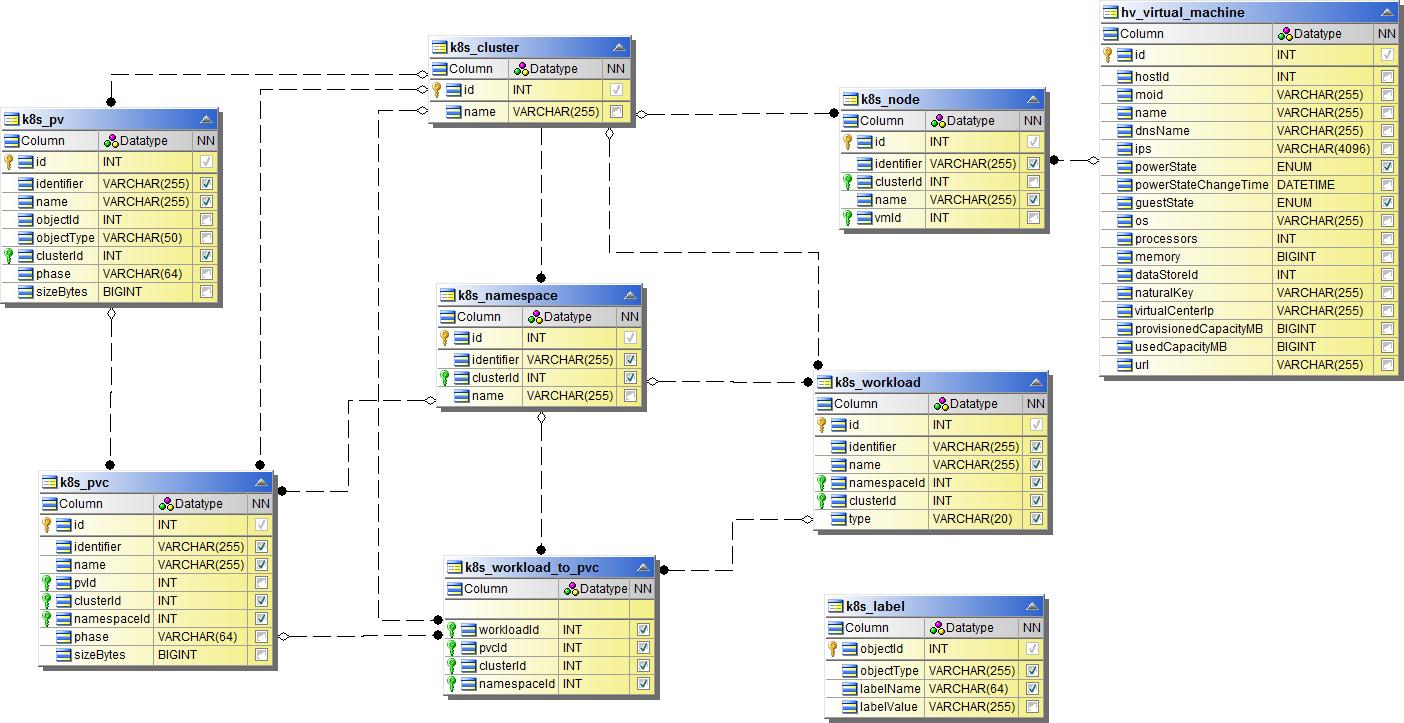 k8s_cluster
Column Datatype NN
id INT
name VARCHAR(255)
hv_virtual_machine
Column Datatype NN
id INT
hostId INT
moid VARCHAR(255)
name VARCHAR(255)
dnsName VARCHAR(255)
ips VARCHAR(4096)
powerState ENUM
powerStateChangeTime DATETIME
guestState ENUM
os VARCHAR(255)
processors INT
memory BIGINT
dataStoreId INT
naturalKey VARCHAR(255)
virtualCenterIp VARCHAR(255)
provisionedCapacityMB BIGINT
usedCapacityMB BIGINT
url VARCHAR(255)
k8s_pv
Column Datatype NN
id INT
identifier VARCHAR(255)
name VARCHAR(255)
objectId INT
objectType VARCHAR(50)
clusterId INT
phase VARCHAR(64)
sizeBytes BIGINT
k8s_node
Column Datatype NN
id INT
identifier VARCHAR(255)
clusterId INT
name VARCHAR(255)
vmId INT
k8s_namespace
Column Datatype NN
id INT
identifier VARCHAR(255)
clusterId INT
name VARCHAR(255)
k8s_workload
Column Datatype NN
id INT
identifier VARCHAR(255)
name VARCHAR(255)
namespaceId INT
clusterId INT
type VARCHAR(20)
k8s_pvc
Column Datatype NN
id INT
identifier VARCHAR(255)
name VARCHAR(255)
pvId INT
clusterId INT
namespaceId INT
phase VARCHAR(64)
sizeBytes BIGINT
k8s_workload_to_pvc
Column Datatype NN
workloadId INT
pvcId INT
clusterId INT
namespaceId INT
k8s_label
Column Datatype NN
objectId INT
objectType VARCHAR(255)
labelName VARCHAR(64)
labelValue VARCHAR(255)